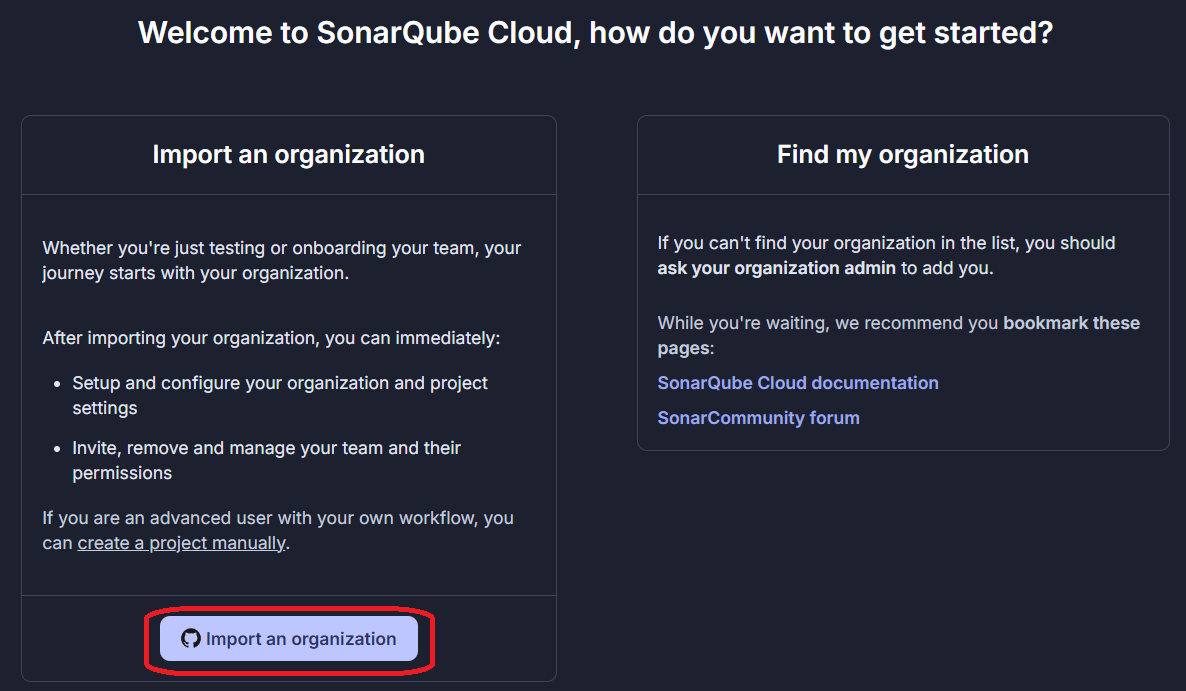 Welcome to SonarQube Cloud, how do you want to get started?
Import an organization
Whether you're just testing or onboarding your team, your
journey starts with your organization.
After importing your organization, you can immediately:
• Setup and configure your organization and project
settings
• Invite, remove and manage your team and their
permissions
If you are an advanced user with your own workflow, you
can create a project manually.
Import an organization
Find my organization
If you can't find your organization in the list, you should
ask your organization admin to add you.
While you're waiting, we recommend you bookmark these
pages:
SonarQube Cloud documentation
SonarCommunity forum